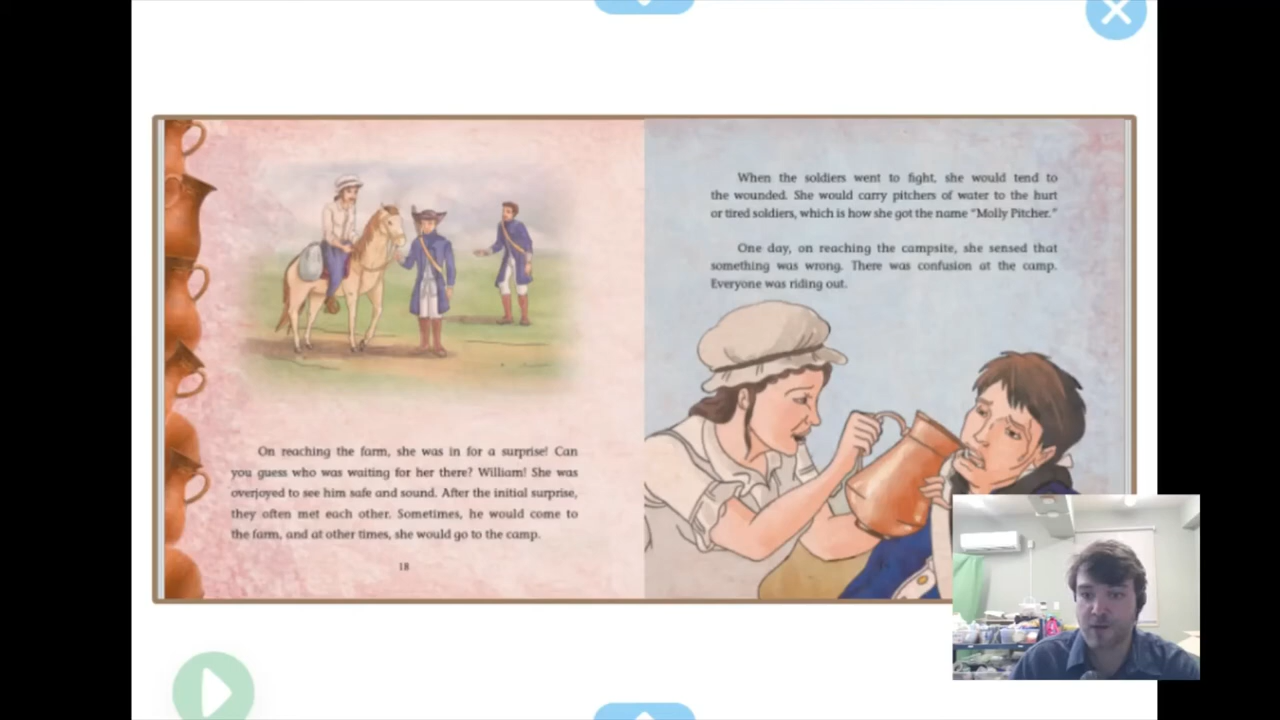 On reaching the farm, she was in for a surprise! Can
you guess who was waiting for her there? William! She was
overjoyed to see him safe and sound. After the initial surprise,
they often met each other. Sometimes, he would come to
the farm, and at other times, she would go to the camp.
18
When the soldiers went to fight, she would tend to
the wounded. She would carry pitchers of water to the hurt
or tired soldiers, which is how she got the name “Molly Pitcher.”
One day, on reaching the campsite, she sensed that
something was wrong. There was confusion at the camp.
Everyone was riding out.